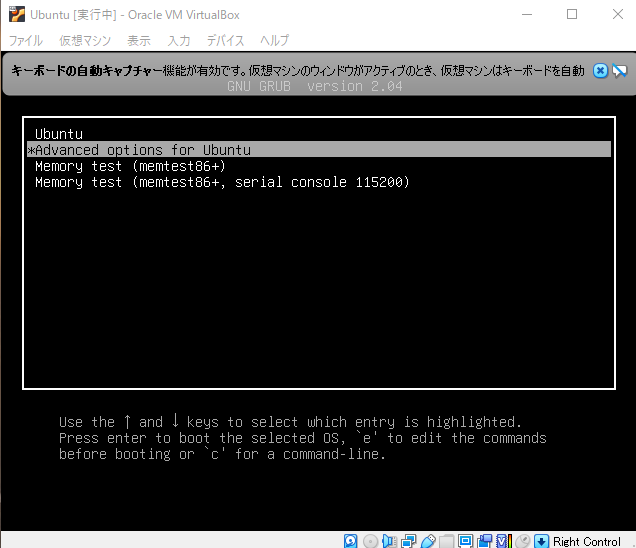 Ubuntu [実行中] - Oracle VM VirtualBox
ファイル 仮想マシン 表示 入力 デバイス ヘルプ
キーボードの自動キャプチャー機能が有効です。仮想マシンのウィンドウがアクティブのとき、仮想マシンはキーボードを自動
GNU GRUB version 2.04
Ubuntu
*Advanced options for Ubuntu
Memory test (memtest86+)
Memory test (memtest86+, serial console 115200)
Use the ↑ and ↓ keys to select which entry is highlighted.
Press enter to boot the selected OS, `e' to edit the commands
before booting or `c' for a command-line.
Right Control